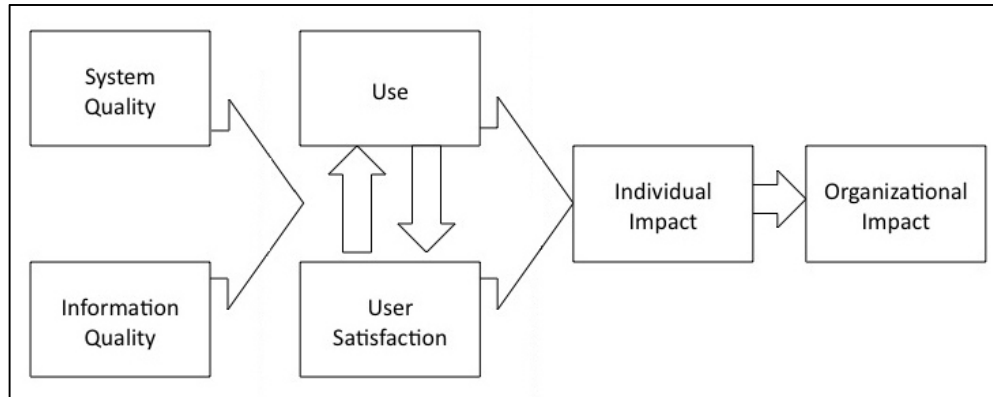 System
Quality
Use
Individual
Impact
Organizational
Impact
Information
Quality
User
Satisfaction